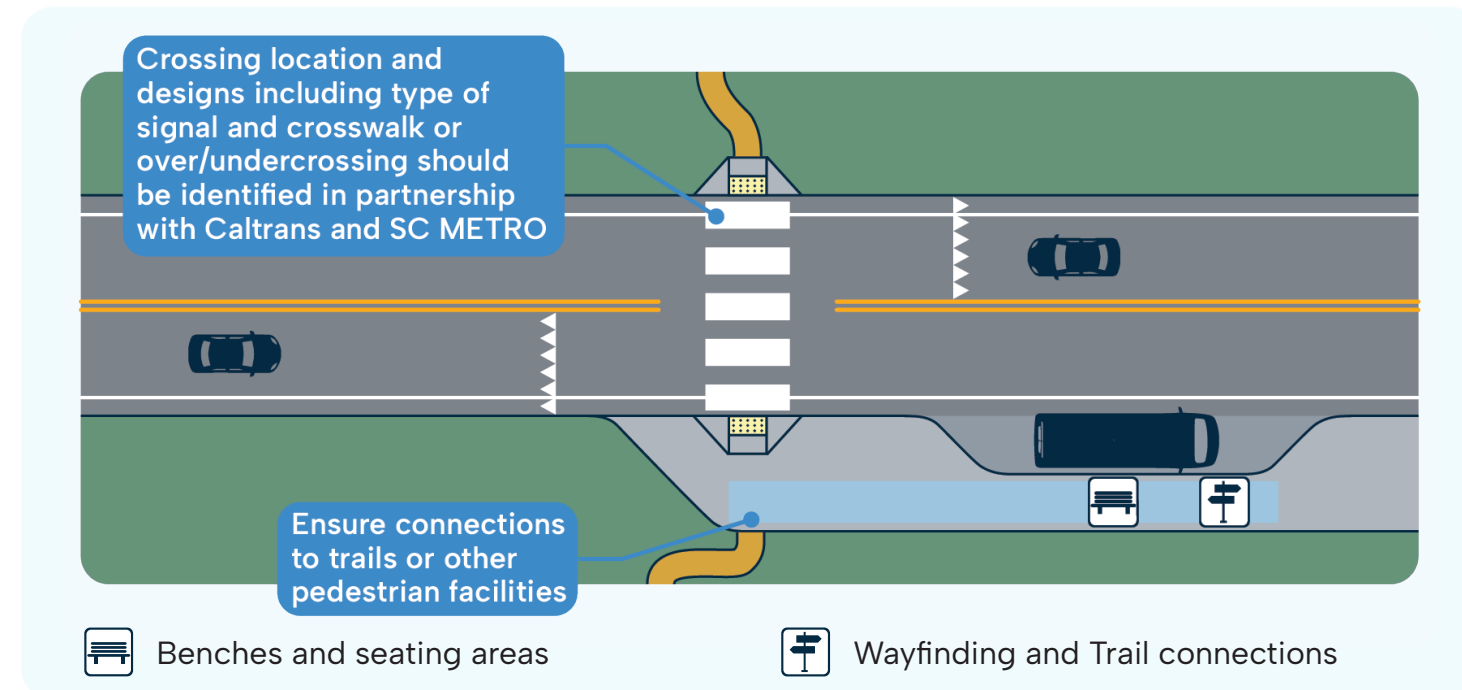 Crossing location and
designs including type of
signal and crosswalk or
over/undercrossing should
be identified in partnership
with Caltrans and SC METRO
Ensure connections
to trails or other
pedestrian facilities
Benches and seating areas
Wayfinding and Trail connections